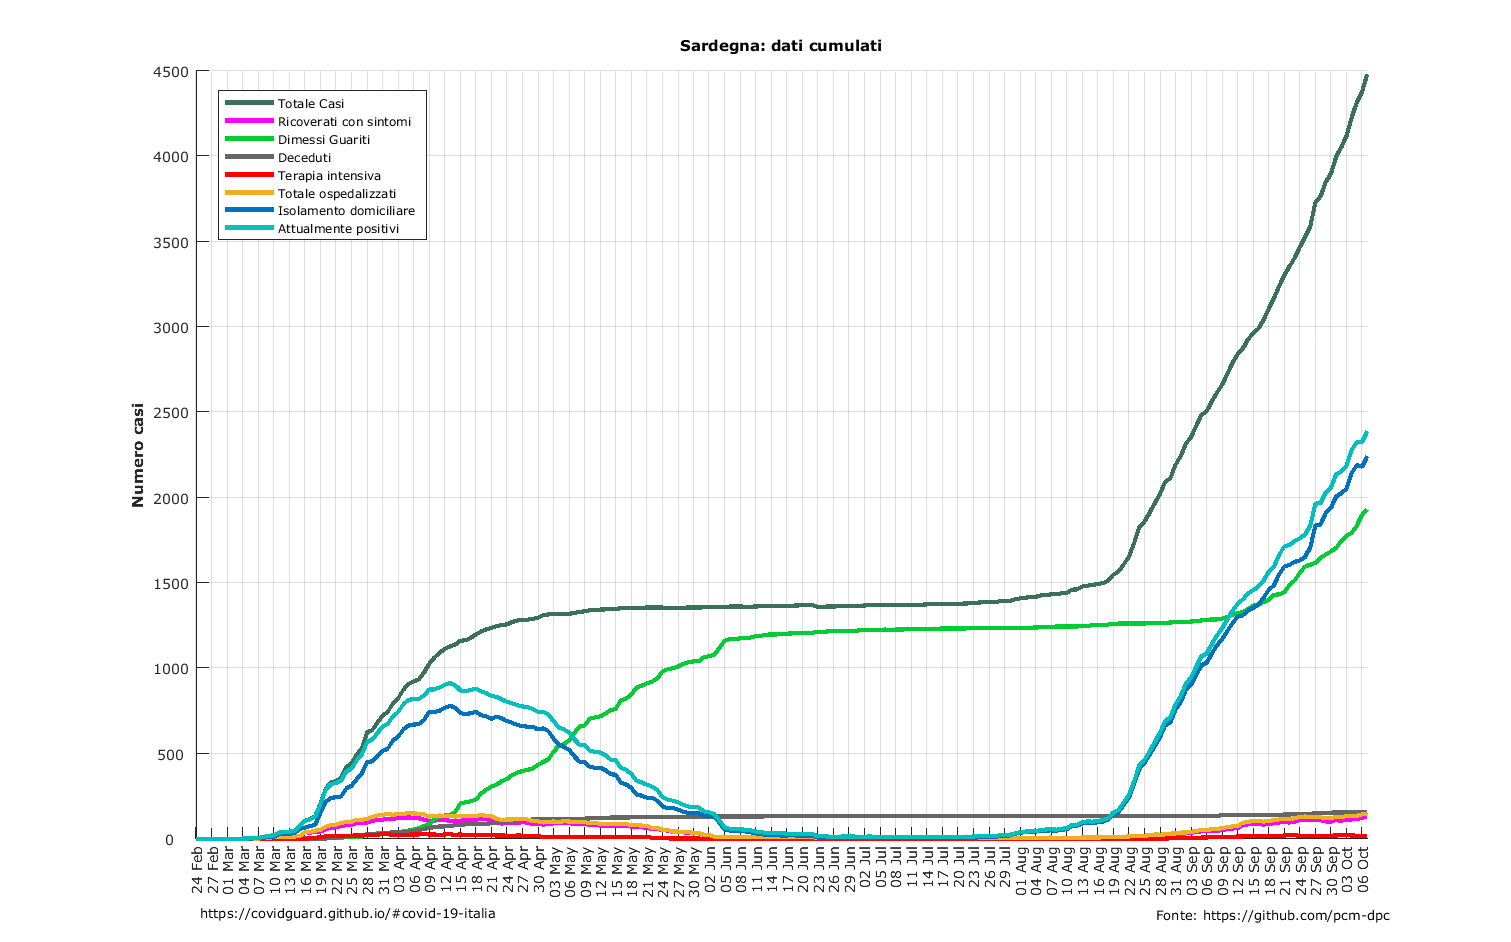 Sardegna: dati cumulati
4500
4000
3500
3000
2500
2000
1500
1000
500
0
Numero casi
Totale Casi
Ricoverati con sintomi
Dimessi Guariti
Deceduti
Terapia intensiva
Totale ospedalizzati
Isolamento domiciliare
Attualmente positivi
24 Feb
27 Feb
01 Mar
04 Mar
07 Mar
10 Mar
13 Mar
16 Mar
19 Mar
22 Mar
25 Mar
28 Mar
31 Mar
03 Apr
06 Apr
09 Apr
12 Apr
15 Apr
18 Apr
21 Apr
24 Apr
27 Apr
30 Apr
03 May
06 May
09 May
12 May
15 May
18 May
21 May
24 May
27 May
30 May
02 Jun
05 Jun
08 Jun
11 Jun
14 Jun
17 Jun
20 Jun
23 Jun
26 Jun
29 Jun
02 Jul
05 Jul
08 Jul
11 Jul
14 Jul
17 Jul
20 Jul
23 Jul
26 Jul
29 Jul
01 Aug
04 Aug
07 Aug
10 Aug
13 Aug
16 Aug
19 Aug
22 Aug
25 Aug
28 Aug
31 Aug
03 Sep
06 Sep
09 Sep
12 Sep
15 Sep
18 Sep
21 Sep
24 Sep
27 Sep
30 Sep
03 Oct
06 Oct
https://covidguard.github.io/#covid-19-italia
Fonte: https://github.com/pcm-dpc